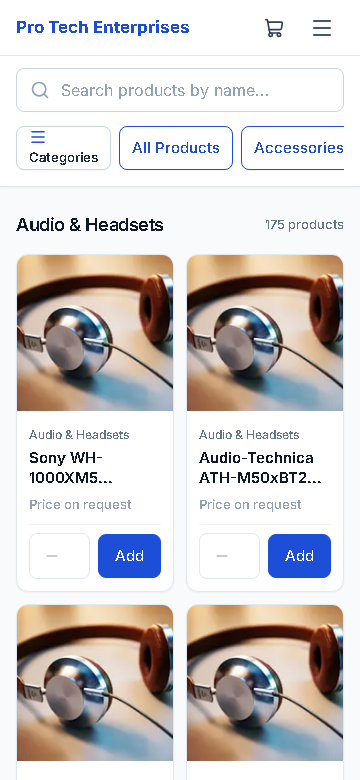 Pro Tech Enterprises
Search products by name...
Categories
All Products
Accessories
Audio & Headsets
175 products
Audio & Headsets
Sony WH-
1000XM5...
Price on request
Add
Audio & Headsets
Audio-Technica
ATH-M50xBT2...
Price on request
Add